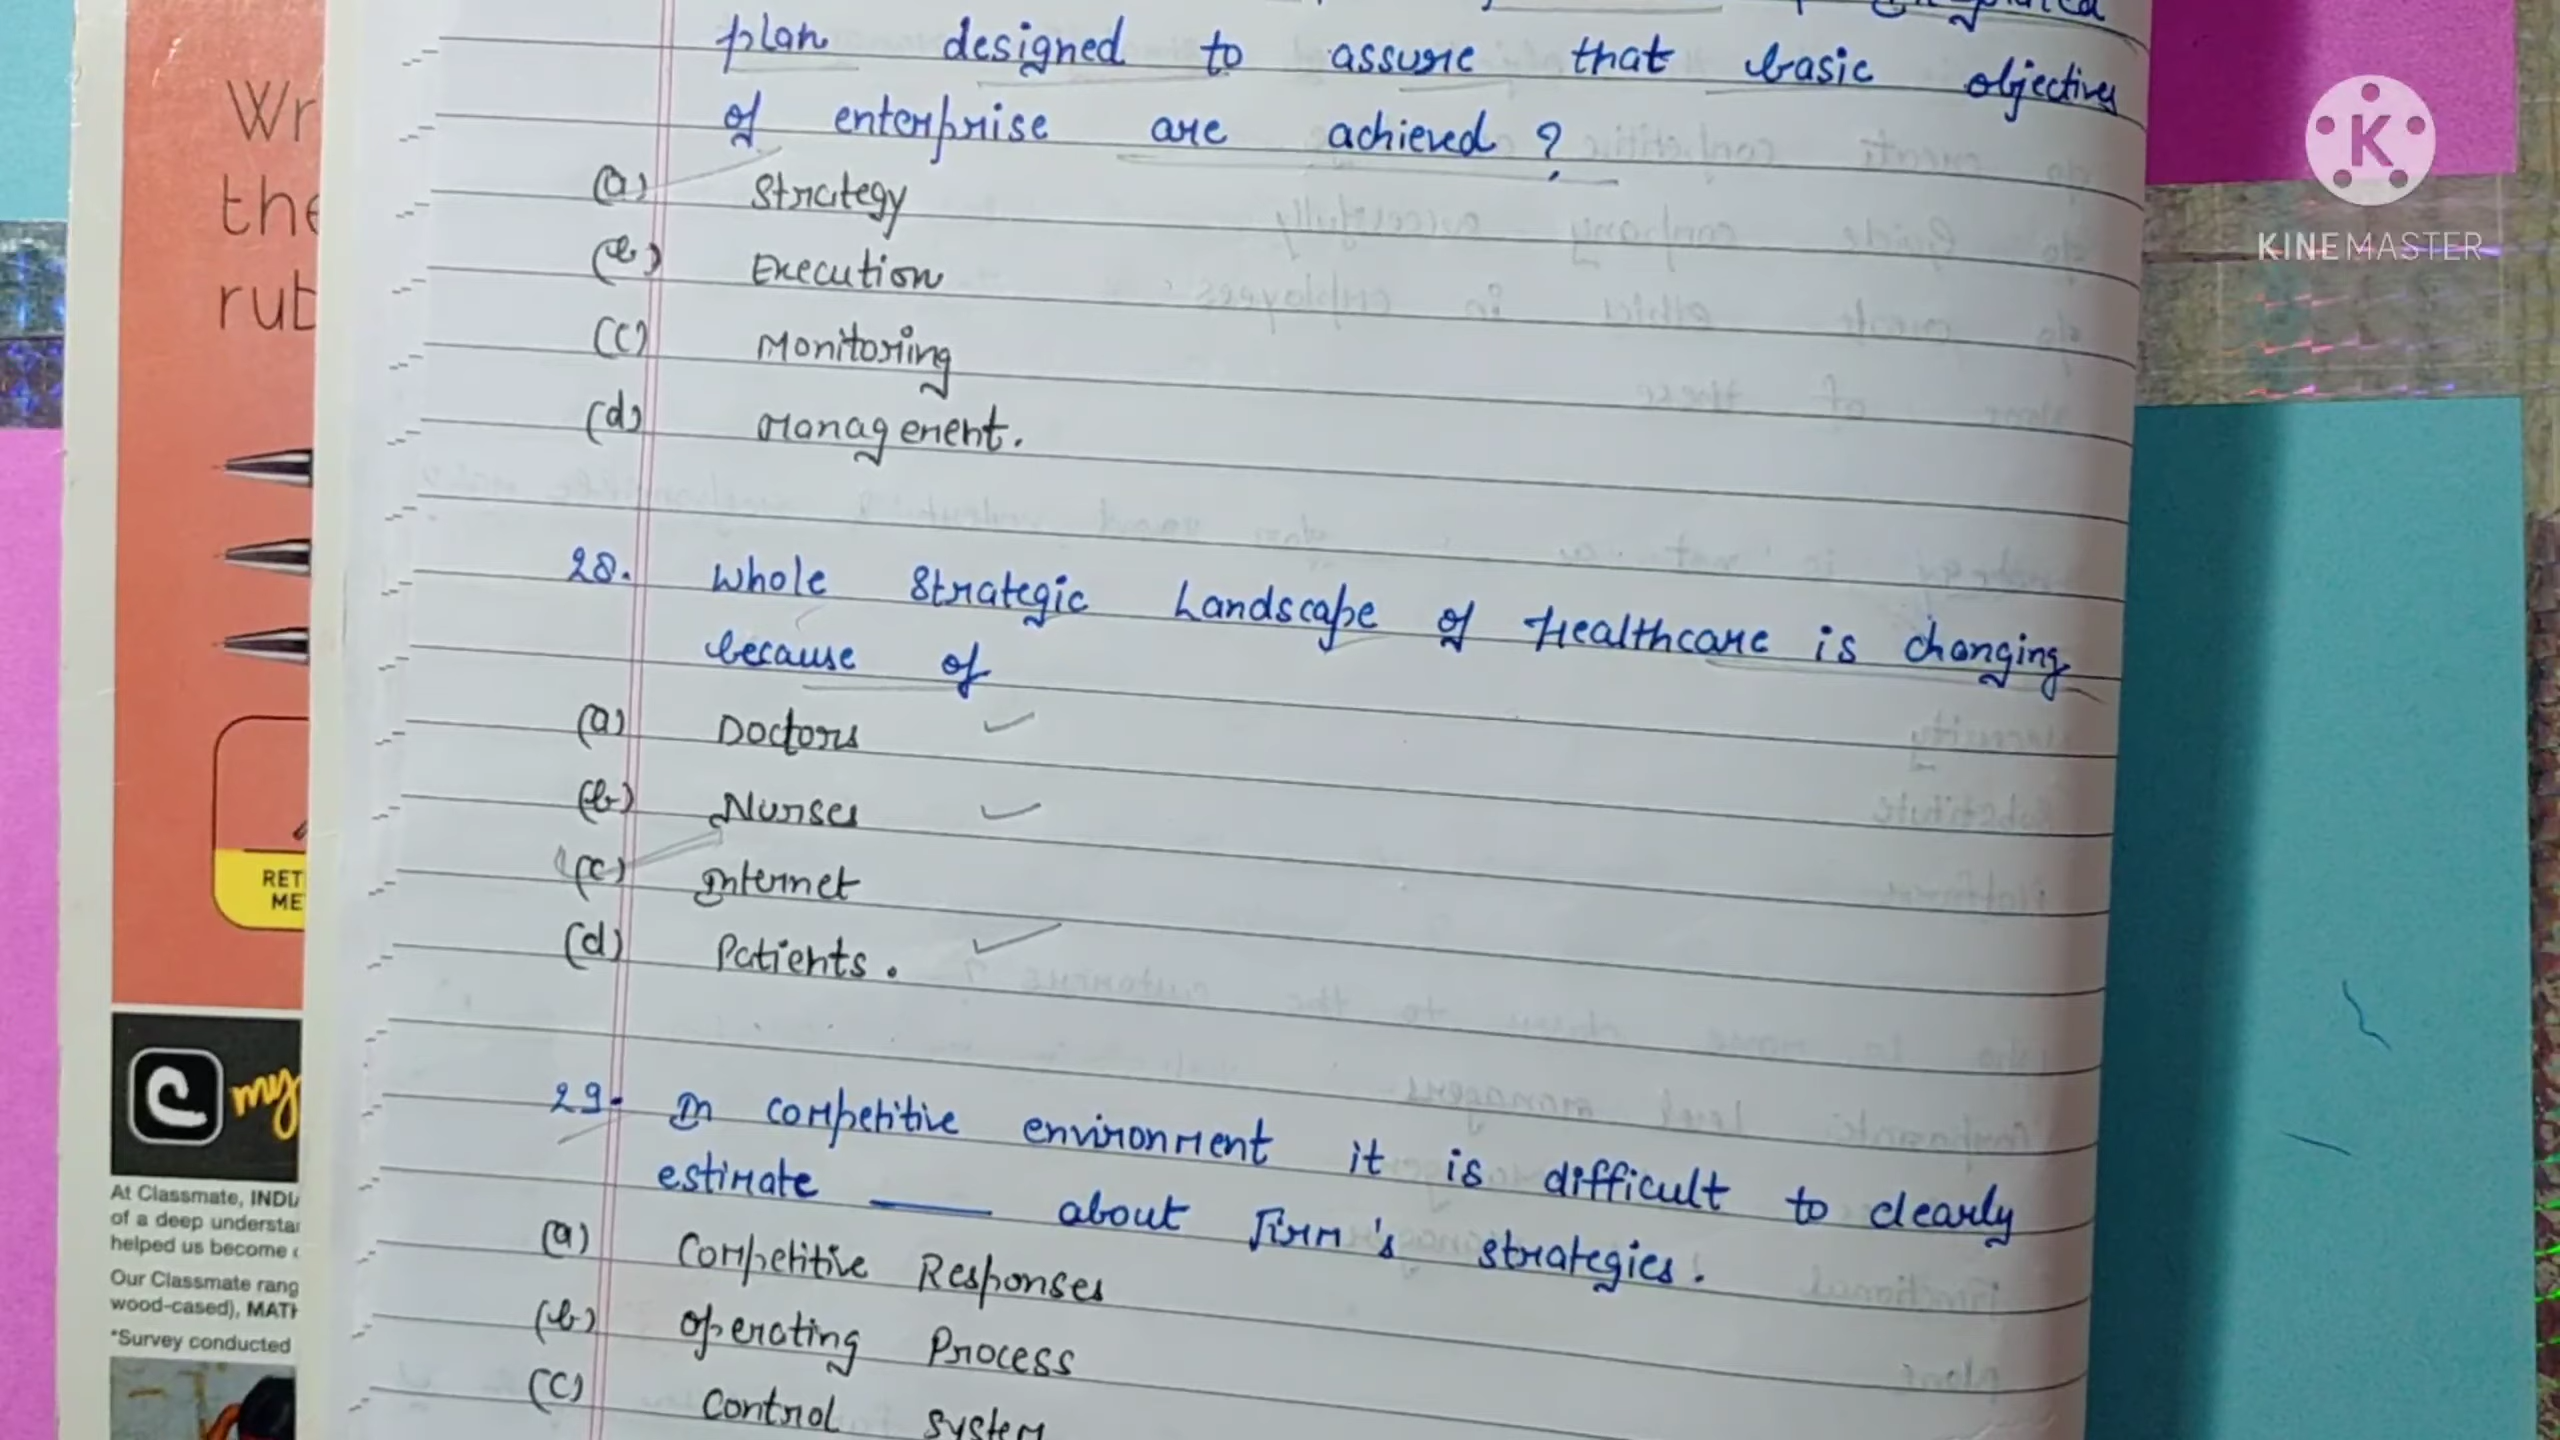 plan designed to assure that basic objectives
of enterprise are achieved ?
(a) Strategy
(b) Execution
(c) Monitoring
(d) Management.
28. Whole Strategic Landscape of Healthcare is changing
because of
(a) Doctors
(b) Nurses
(c) Internet
(d) Patients.
29. In competitive environment it is difficult to clearly
estimate ____ about Firm's strategies.
(a) Competitive Responses
(b) Operating Process
(c) Control System
KINEMASTER
K
Wr
the
rub
RET
ME
C my
At Classmate, INDI
of a deep understa
helped us become
Our Classmate rang
wood-cased), MATH
*Survey conducted